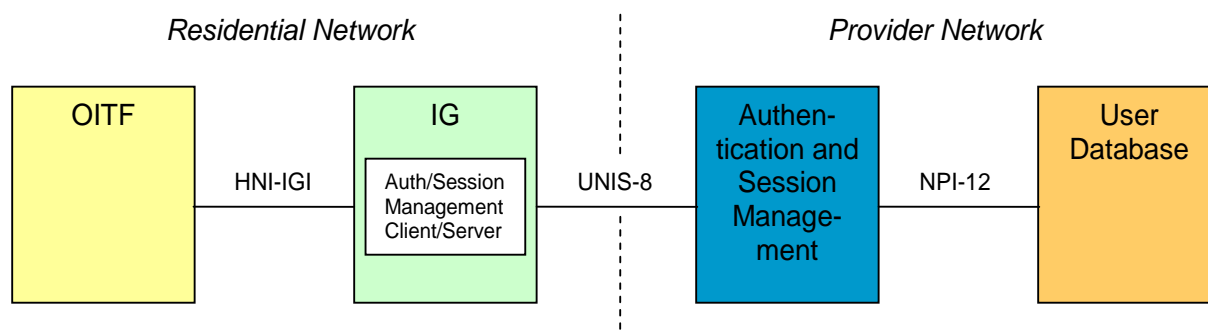 Residential Network
Provider Network
OITF
HNI-IGI
IG
Auth/Session
Management
Client/Server
UNIS-8
Authen-
tication and
Session
Manage-
ment
NPI-12
User
Database